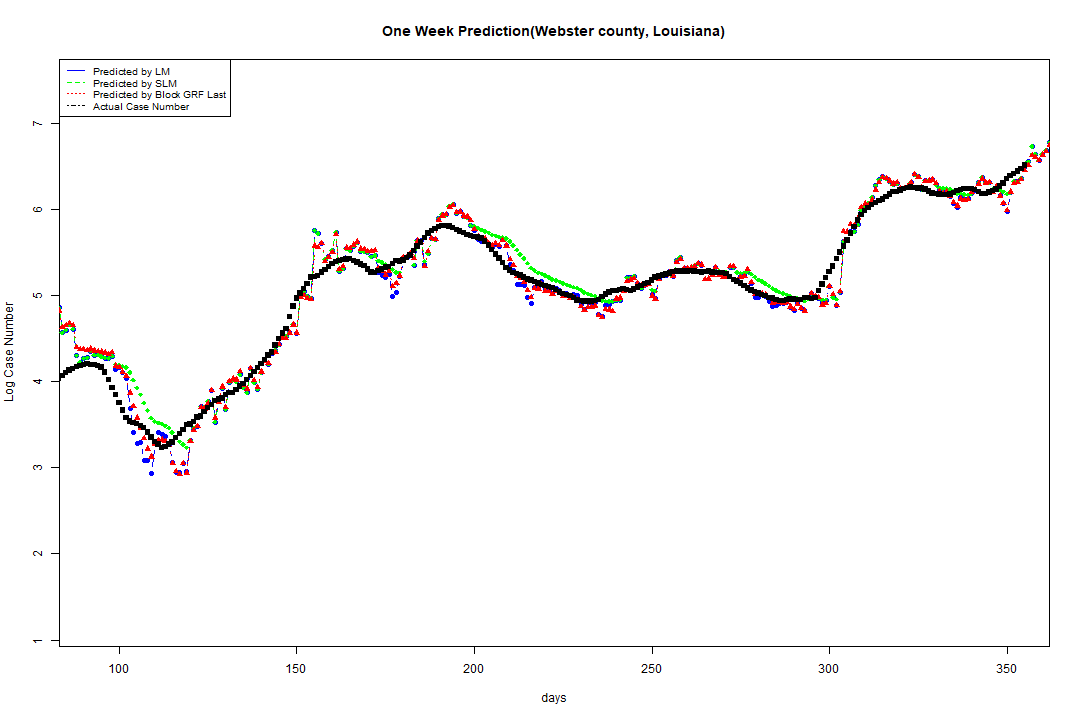 One Week Prediction(Webster county, Louisiana)
Predicted by LM
Predicted by SLM
Predicted by Block GRF Last
Actual Case Number
7
6
5
4
3
2
1
Log Case Number
100 150 200 250 300 350
days